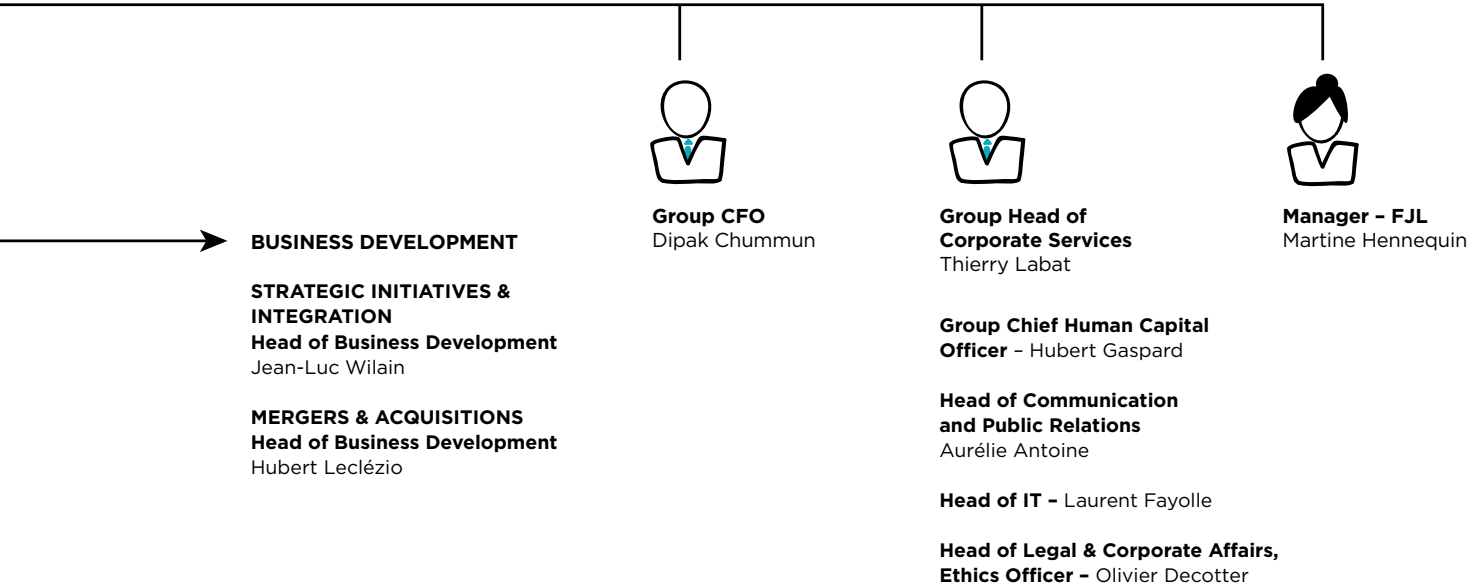 BUSINESS DEVELOPMENT
STRATEGIC INITIATIVES &
INTEGRATION
Head of Business Development
Jean-Luc Wilain
MERGERS & ACQUISITIONS
Head of Business Development
Hubert Leclézio
Group CFO
Dipak Chummun
Group Head of
Corporate Services
Thierry Labat
Group Chief Human Capital
Officer – Hubert Gaspard
Head of Communication
and Public Relations
Aurélie Antoine
Head of IT – Laurent Fayolle
Head of Legal & Corporate Affairs,
Ethics Officer – Olivier Decotter
Manager – FJL
Martine Hennequin